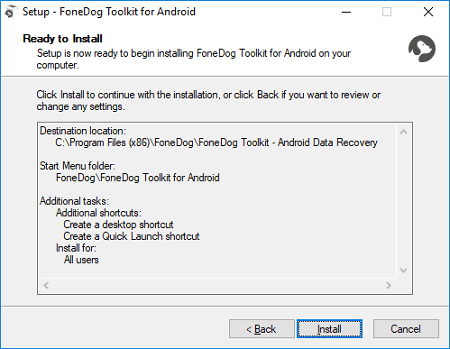 Setup - FoneDog Toolkit for Android
Ready to Install
Setup is now ready to begin installing FoneDog Toolkit for Android on your
computer.
Click Install to continue with the installation, or click Back if you want to review or
change any settings.
Destination location:
C:\Program Files (x86)\FoneDog\FoneDog Toolkit - Android Data Recovery
Start Menu folder:
FoneDog\FoneDog Toolkit for Android
Additional tasks:
Additional shortcuts:
Create a desktop shortcut
Create a Quick Launch shortcut
Install for:
All users
< Back
Install
Cancel